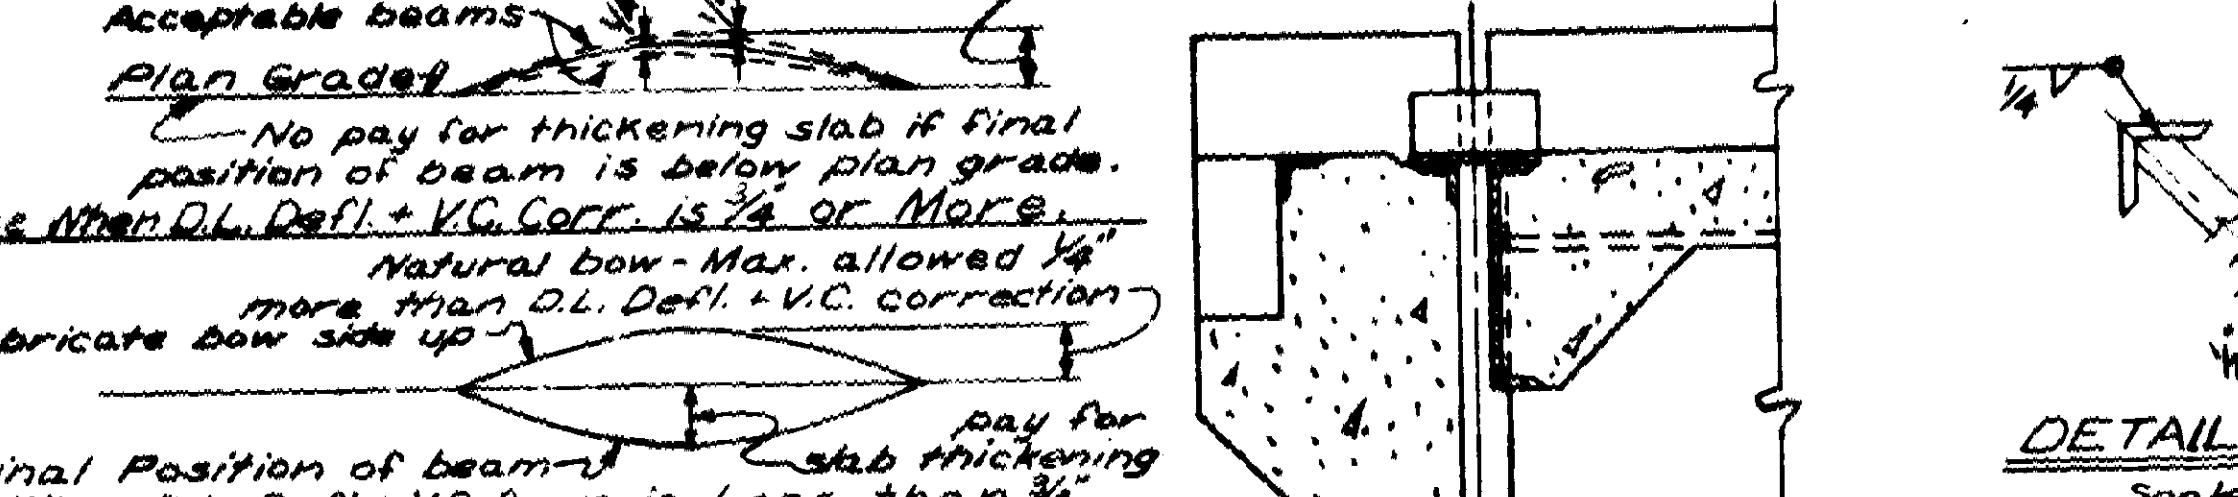 Acceptable beams
Plan Grade
No pay for thickening slab if final
position of beam is below plan grade.
e When D.L. Defl. + V.C. Corr. is 3/4" or More.
Natural bow - Max. allowed 1/4"
more than D.L. Defl. + V.C. correction
bricate bow side up
pay for
slab thickening
inal Position of beam
1/4
DETAIL